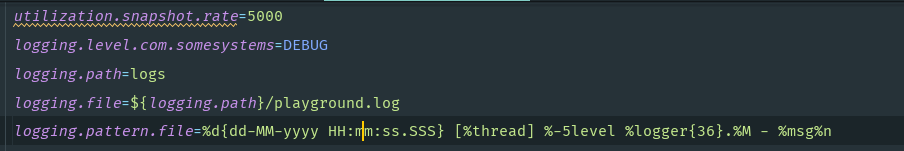 utilization.snapshot.rate=5000
logging.level.com.somesystems=DEBUG
logging.path=logs
logging.file=${logging.path}/playground.log
logging.pattern.file=%d{dd-MM-yyyy HH:mm:ss.SSS} [%thread] %-5level %logger{36}.%M - %msg%n